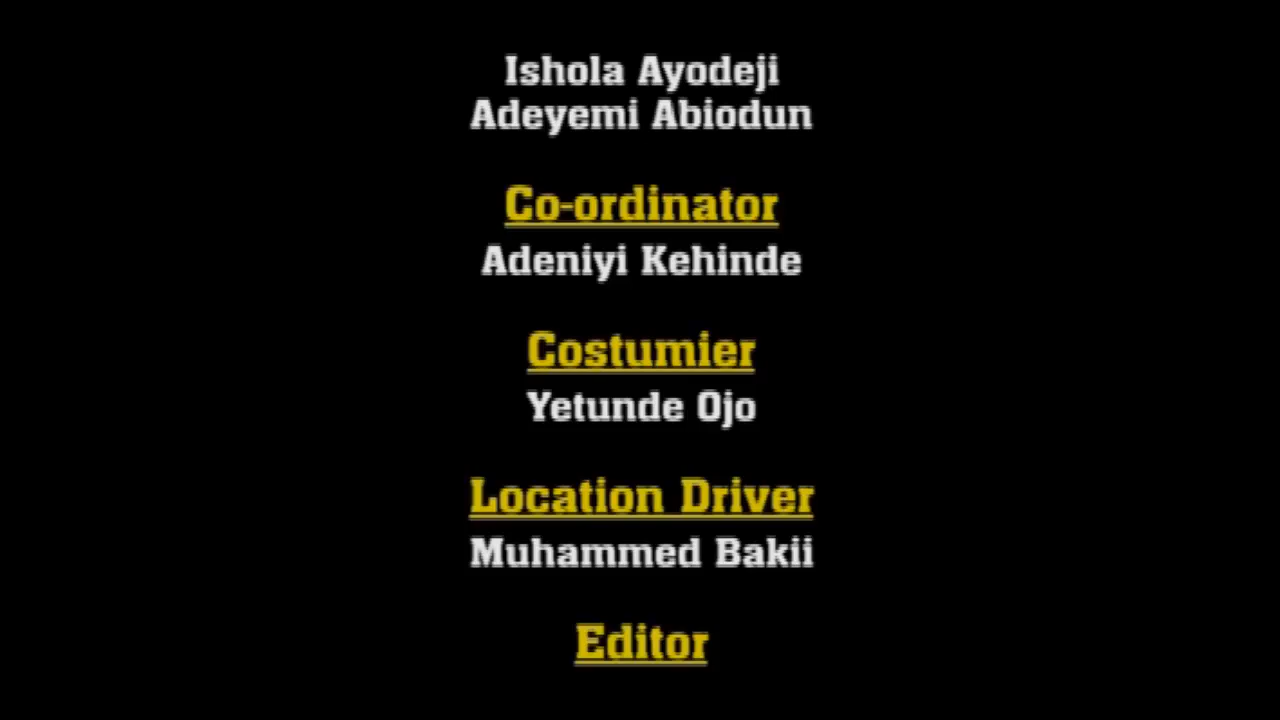 Ishola Ayodeji
Adeyemi Abiodun
Co-ordinator
Adeniyi Kehinde
Costumier
Yetunde Ojo
Location Driver
Muhammed Bakii
Editor